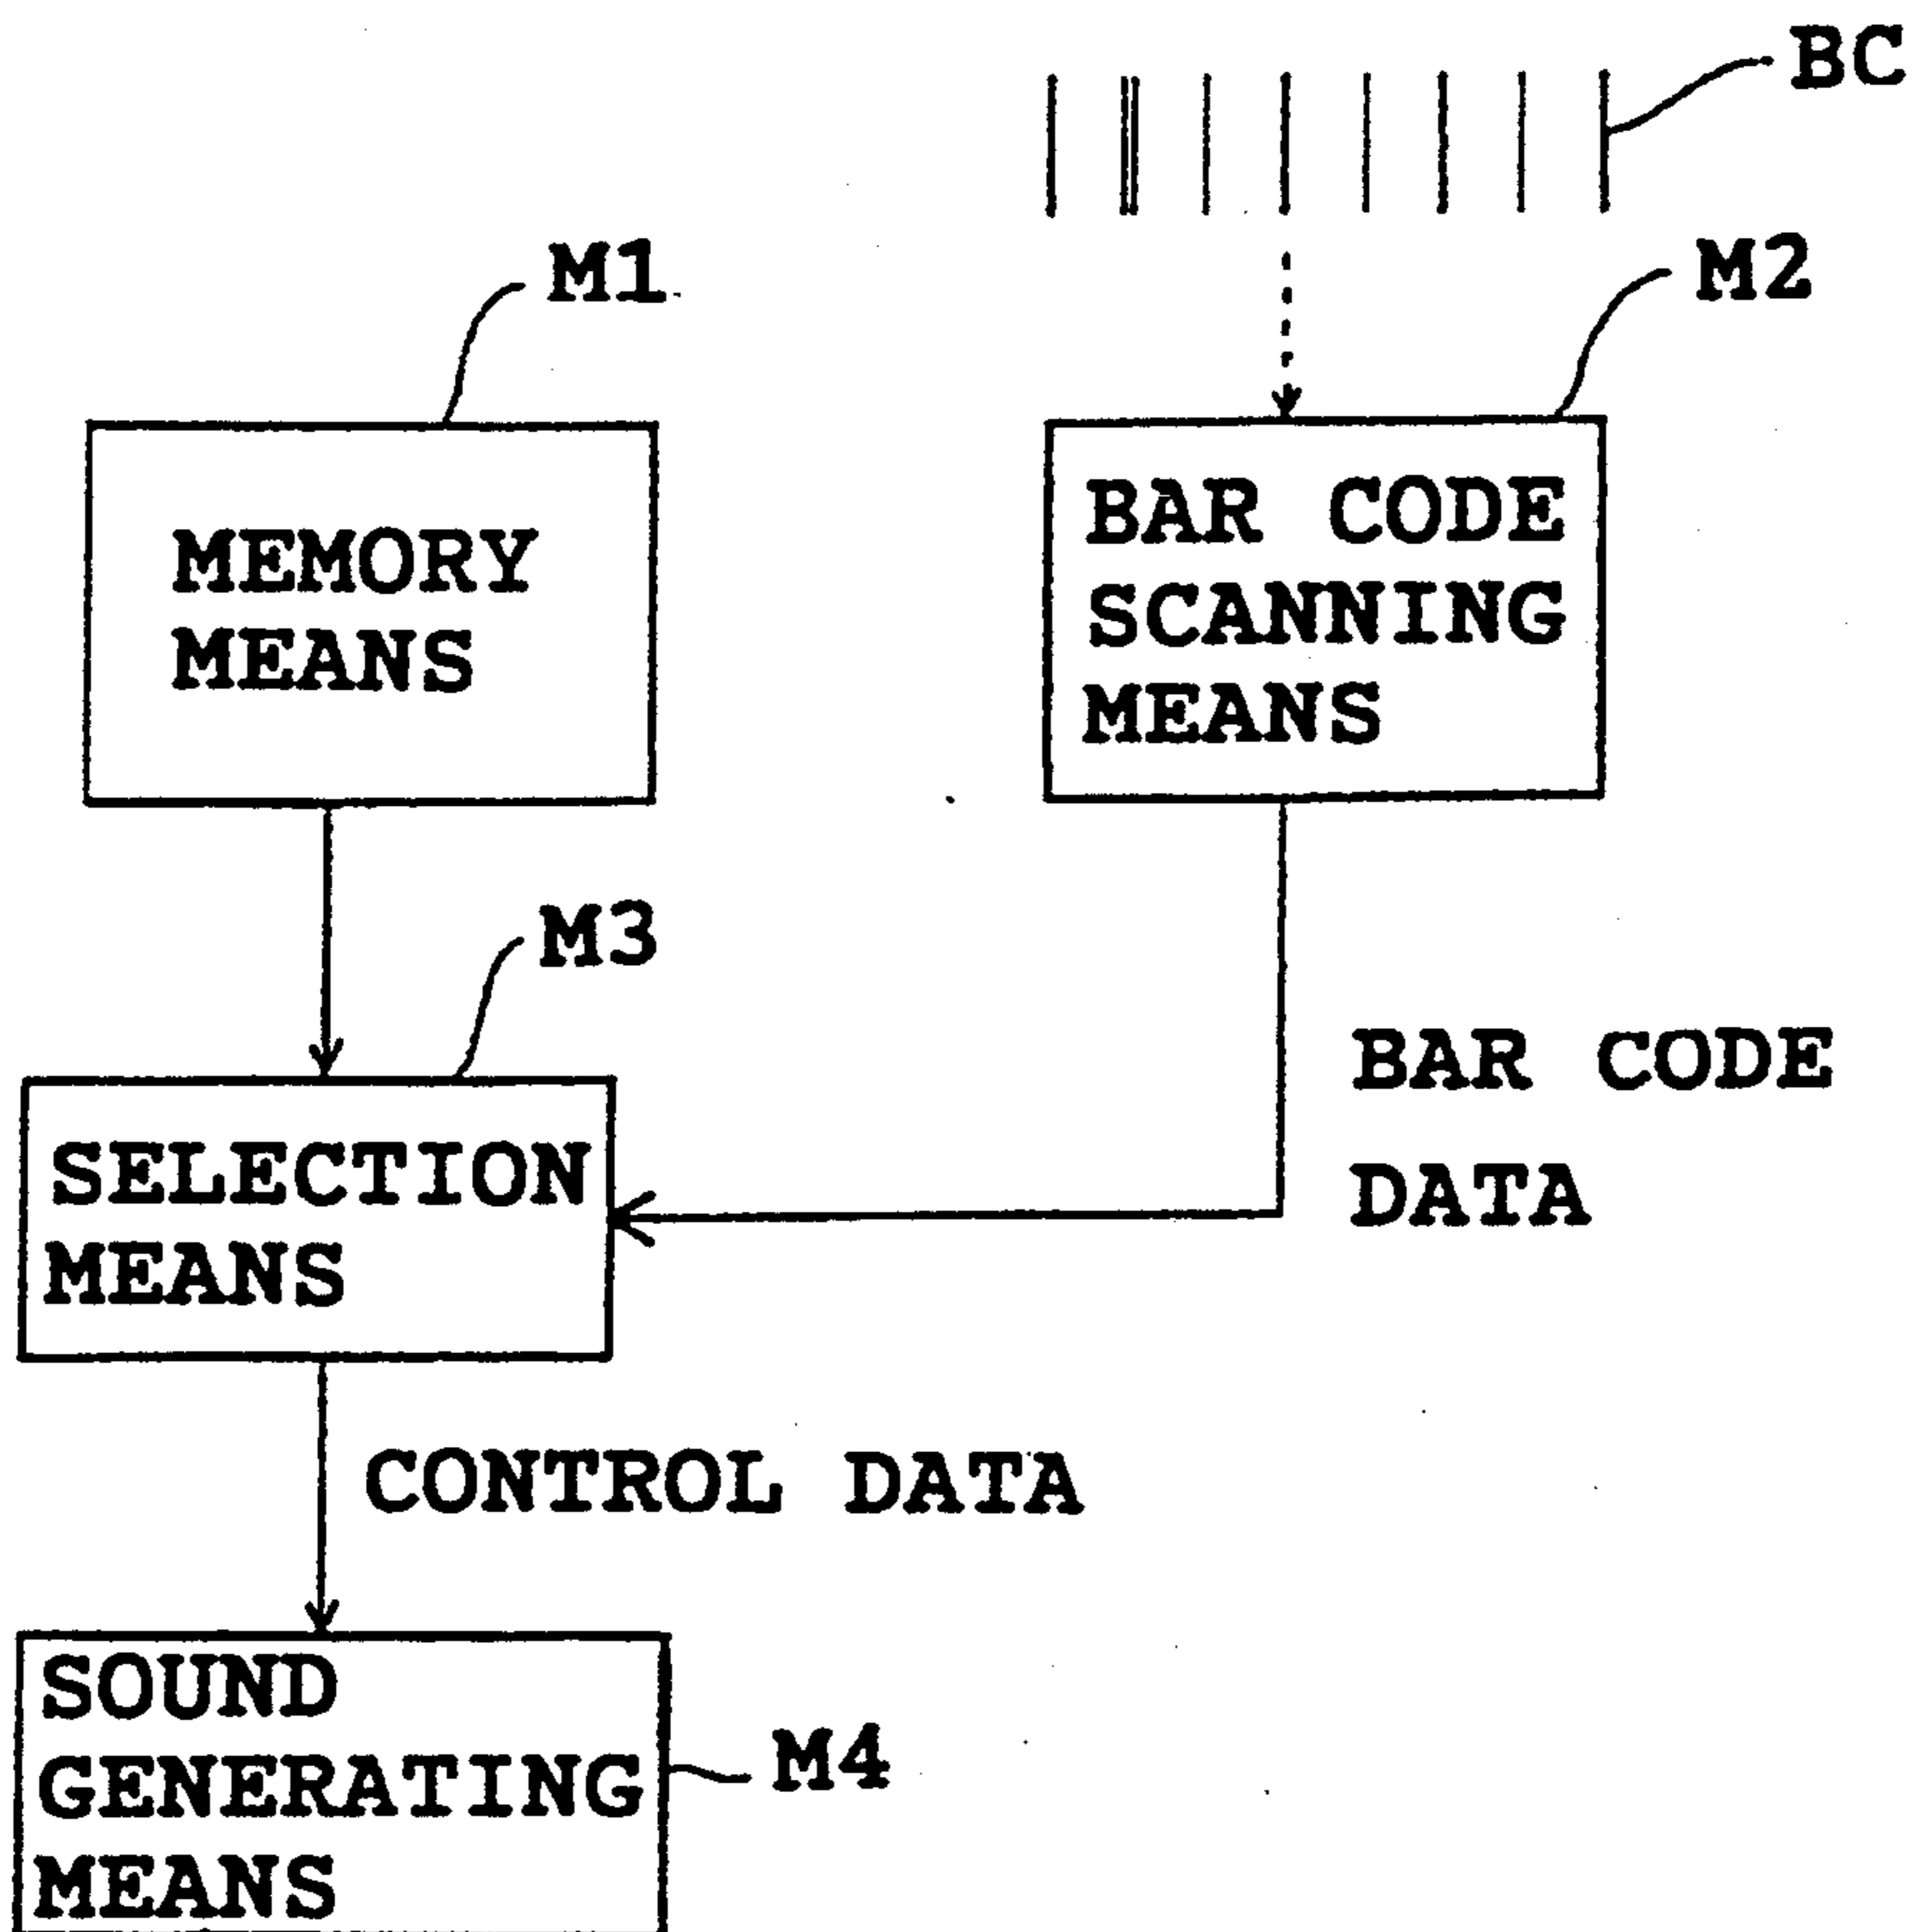 BC
M1
M2
MEMORY
MEANS
BAR CODE
SCANNING
MEANS
M3
BAR CODE
DATA
SELECTION
MEANS
CONTROL DATA
SOUND
GENERATING
MEANS
M4